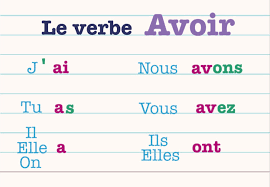 Le verbe Avoir
J'ai Nous avons
Tu as Vous avez
Il
Elle a
On
Ils
Elles ont